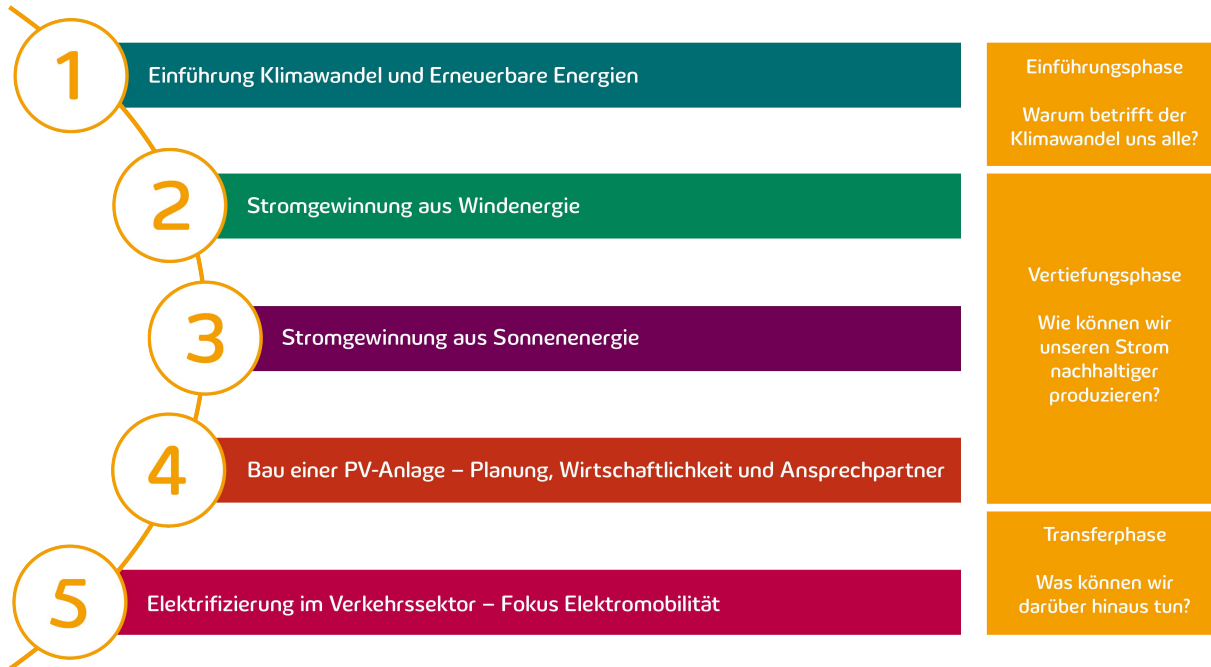 1
Einführung Klimawandel und Erneuerbare Energien
Einführungsphase
Warum betrifft der
Klimawandel uns alle?
2
Stromgewinnung aus Windenergie
3
Stromgewinnung aus Sonnenenergie
4
Bau einer PV-Anlage – Planung, Wirtschaftlichkeit und Ansprechpartner
Vertiefungsphase
Wie können wir
unseren Strom
nachhaltiger
produzieren?
5
Elektrifizierung im Verkehrssektor – Fokus Elektromobilität
Transferphase
Was können wir
darüber hinaus tun?